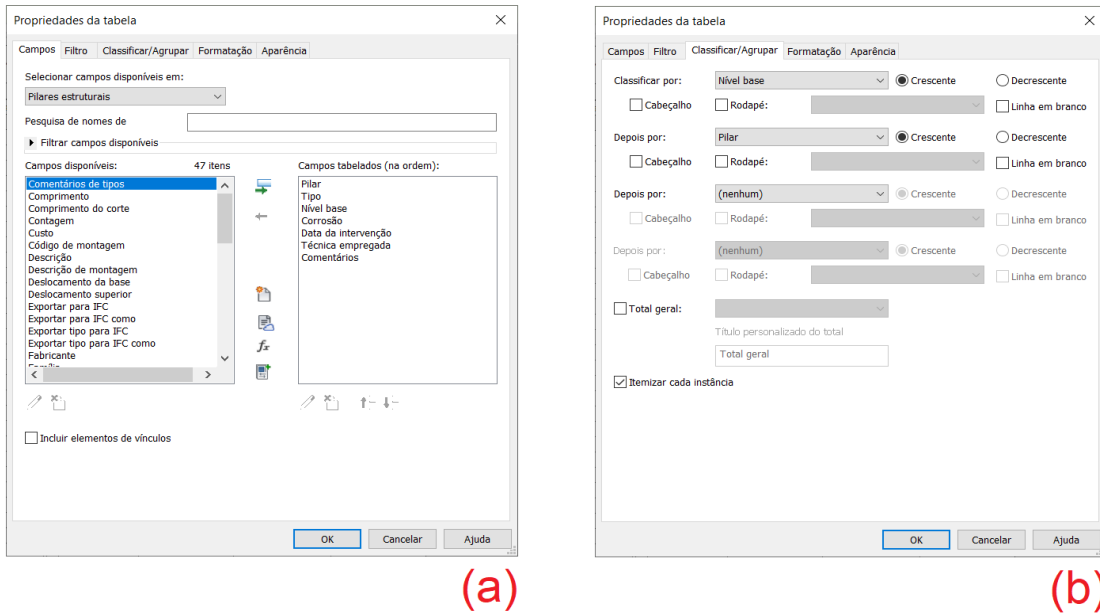 Propriedades da tabela
Campos Filtro Classificar/Agrupar Formatação Aparência
Selecionar campos disponíveis em:
Pilares estruturais
Pesquisa de nomes de
Filtrar campos disponíveis
Campos disponíveis: 47 itens
Comentários de tipos
Comprimento
Comprimento do corte
Contagem
Custo
Código de montagem
Descrição
Descrição de montagem
Deslocamento da base
Deslocamento superior
Exportar para IFC
Exportar para IFC como
Exportar tipo para IFC
Exportar tipo para IFC como
Fabricante
Campos tabelados (na ordem):
Pilar
Tipo
Nível base
Corrosão
Data da intervenção
Técnica empregada
Comentários
fx
Incluir elementos de vínculos
OK Cancelar Ajuda
(a)
Propriedades da tabela
Campos Filtro Classificar/Agrupar Formatação Aparência
Classificar por: Nível base Crescente Decrescente
Cabeçalho Rodapé: Linha em branco
Depois por: Pilar Crescente Decrescente
Cabeçalho Rodapé: Linha em branco
Depois por: (nenhum) Crescente Decrescente
Cabeçalho Rodapé: Linha em branco
Depois por: (nenhum) Crescente Decrescente
Cabeçalho Rodapé: Linha em branco
Total geral:
Título personalizado do total
Total geral
Itemizar cada instância
OK Cancelar Ajuda
(b)